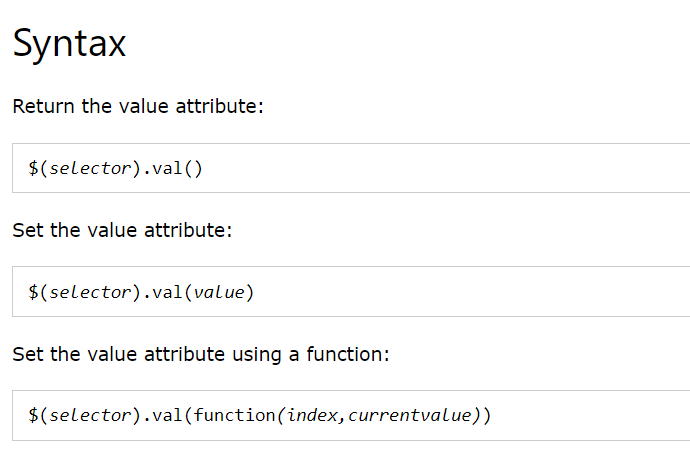 Syntax
Return the value attribute:
$(selector).val()
Set the value attribute:
$(selector).val(value)
Set the value attribute using a function:
$(selector).val(function(index,currentvalue))